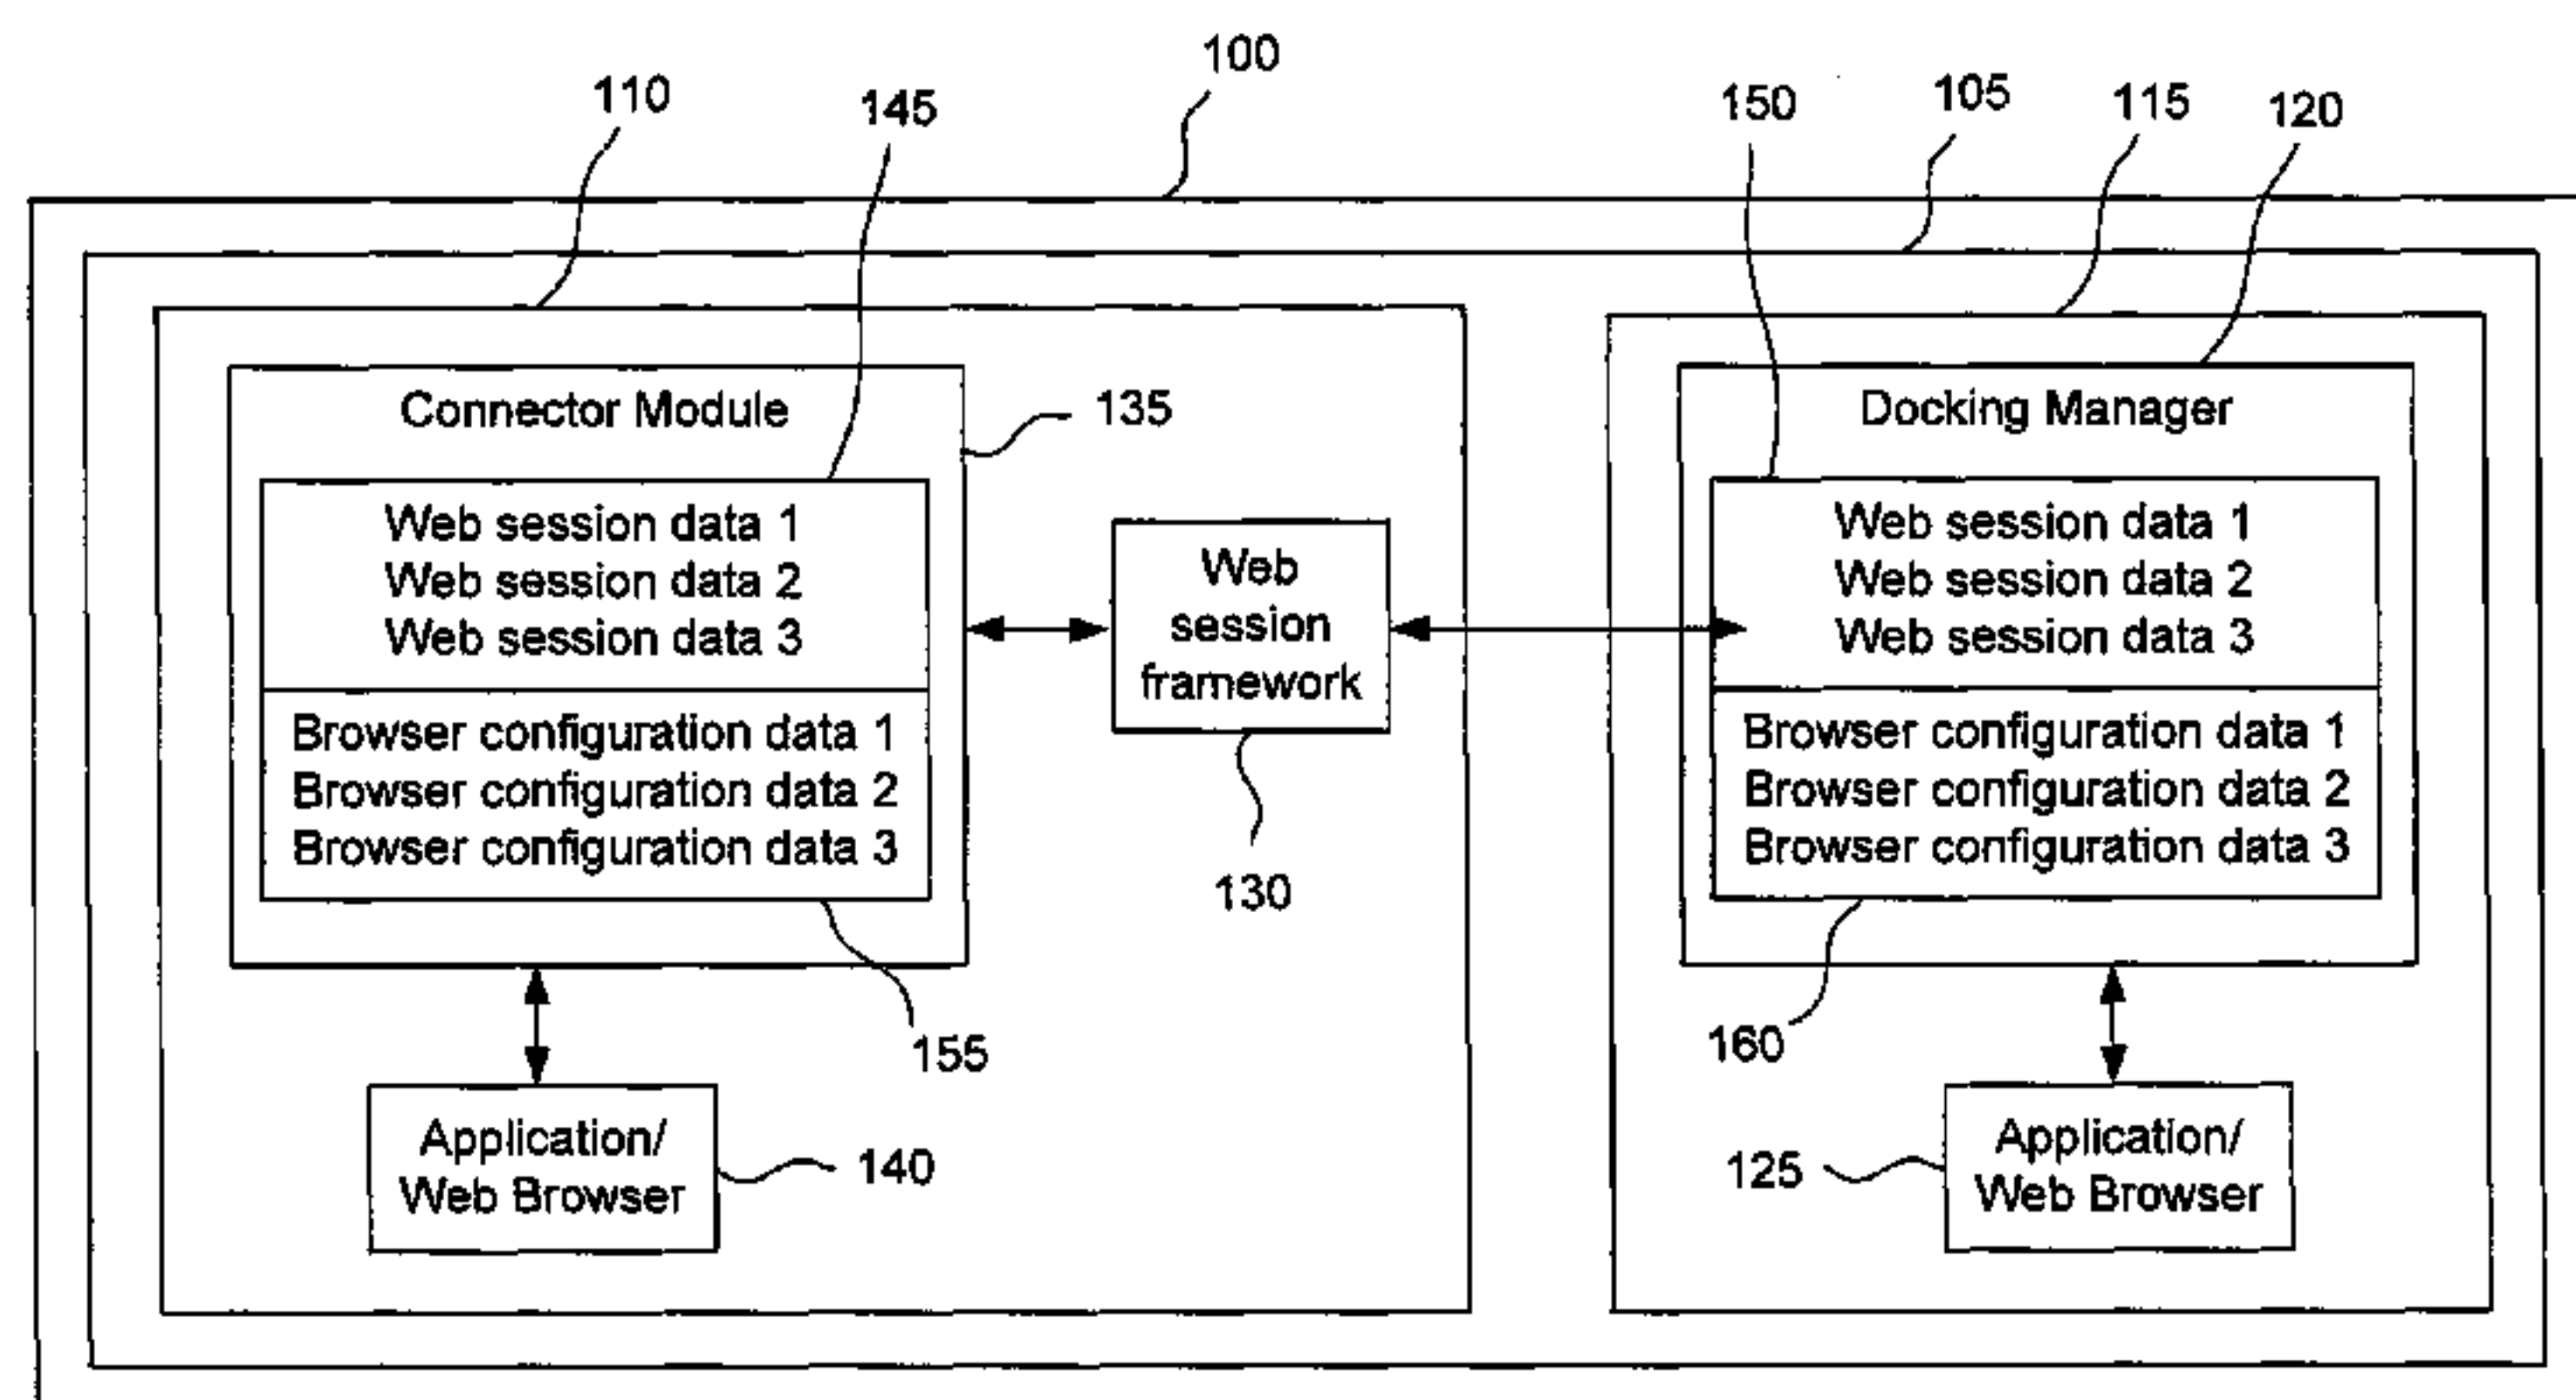 100
110
145
150
105
115
120
Connector Module
135
Docking Manager
Web session data 1
Web session data 2
Web session data 3
Browser configuration data 1
Browser configuration data 2
Browser configuration data 3
Web
session
framework
130
Web session data 1
Web session data 2
Web session data 3
Browser configuration data 1
Browser configuration data 2
Browser configuration data 3
155
160
Application/
Web Browser
140
125
Application/
Web Browser